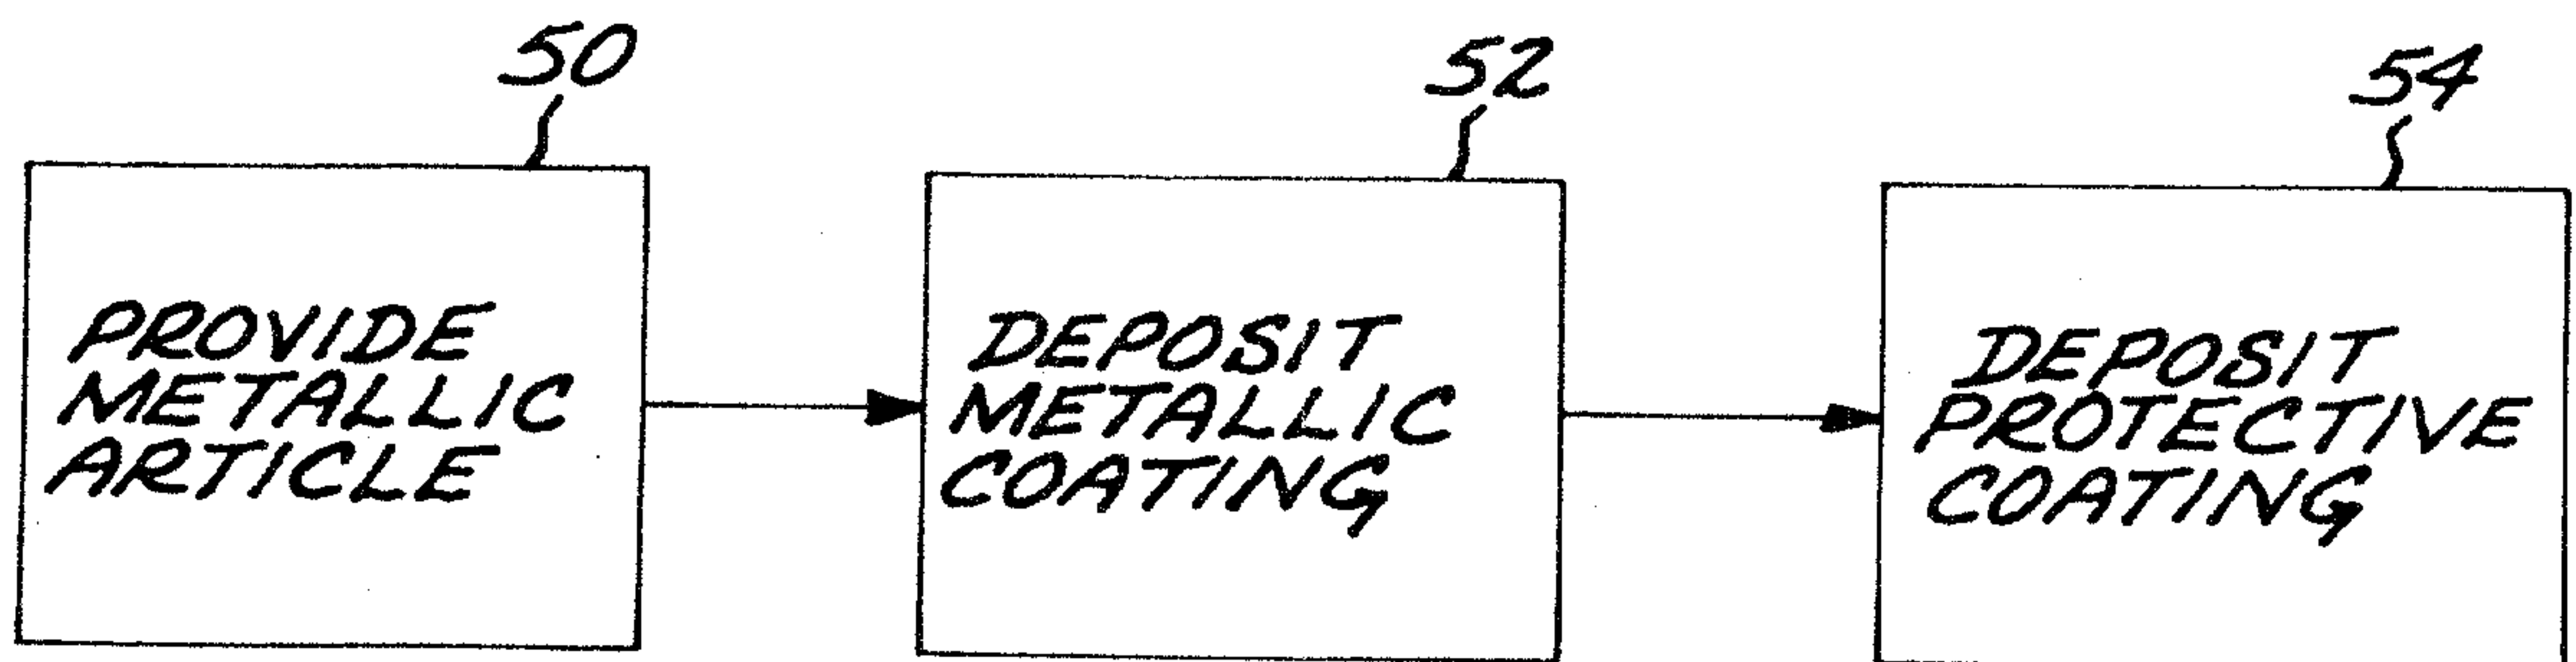 50
PROVIDE
METALLIC
ARTICLE
52
DEPOSIT
METALLIC
COATING
54
DEPOSIT
PROTECTIVE
COATING